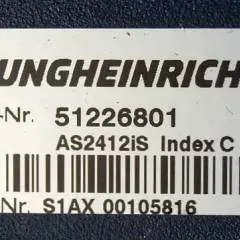 UNGHEINRICH
-Nr. 51226801
AS2412iS Index C
Nr. S1AX 00105816